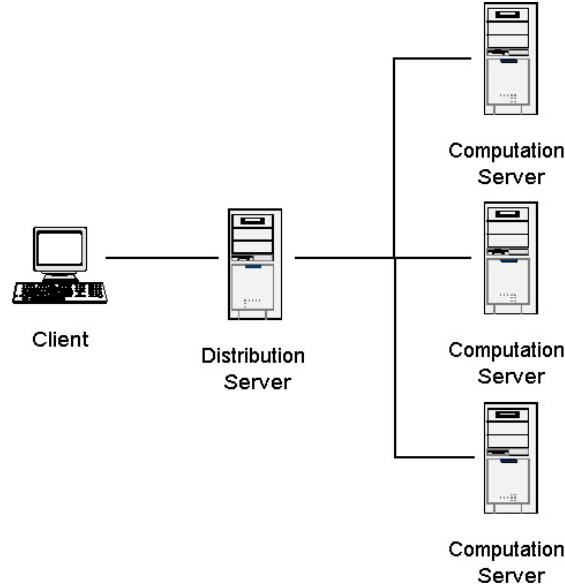 Computation
Server
Client
Distribution
Server
Computation
Server
Computation
Server